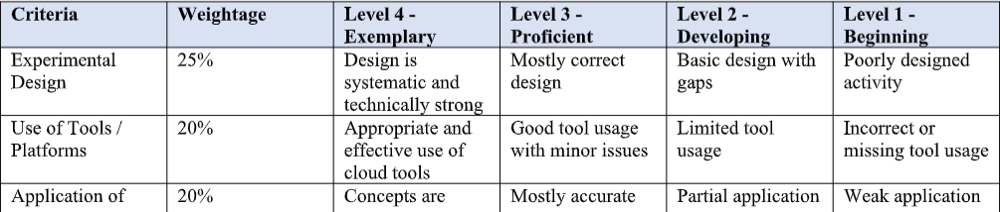 Criteria Weightage Level 4 - Level 3 - Level 2 - Level 1 -
Exemplary Proficient Developing Beginning
Experimental 25% Design is Mostly correct Basic design with Poorly designed
Design systematic and design gaps activity
technically strong
Use of Tools / 20% Appropriate and Good tool usage Limited tool Incorrect or
Platforms effective use of with minor issues usage missing tool usage
cloud tools
Application of 20% Concepts are Mostly accurate Partial application Weak application